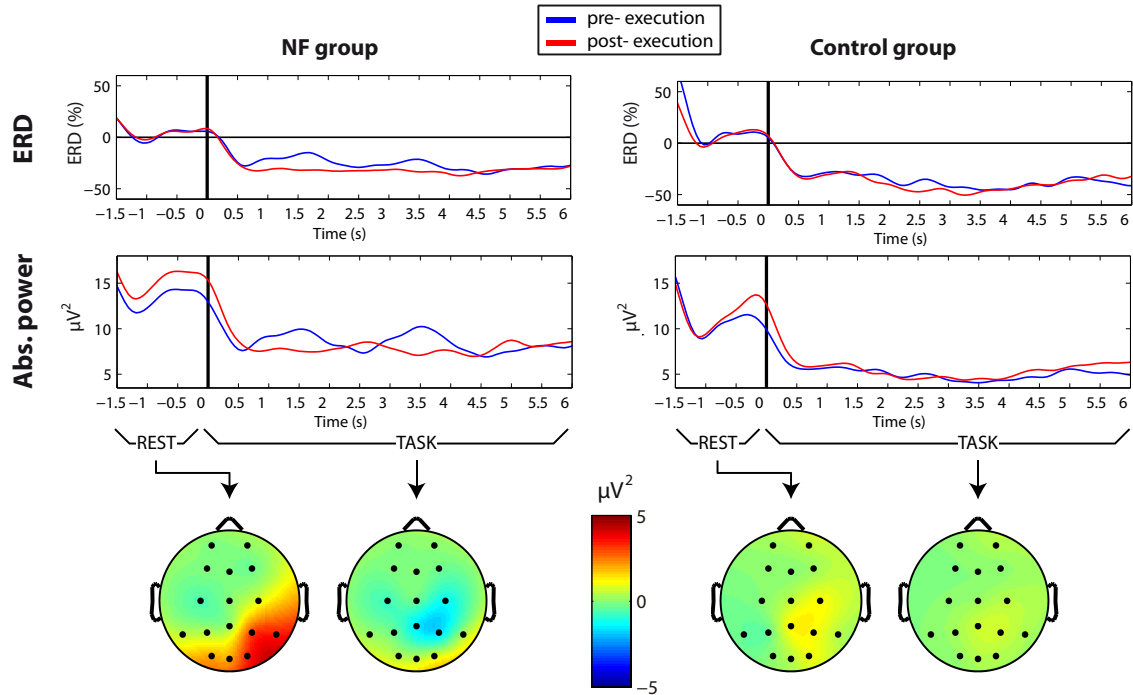 pre- execution
post- execution
NF group
Control group
ERD
ERD (%)
50
0
−50
−1.5 −1 −0.5 0 0.5 1 1.5 2 2.5 3 3.5 4 4.5 5 5.5 6
Time (s)
ERD (%)
50
0
−50
−1.5 −1 −0.5 0 0.5 1 1.5 2 2.5 3 3.5 4 4.5 5 5.5 6
Time (s)
Abs. power
μV²
15
10
5
-1.5 −1 −0.5 0 0.5 1 1.5 2 2.5 3 3.5 4 4.5 5 5.5 6
Time (s)
μV²
15
10
5
-1.5 −1 −0.5 0 0.5 1 1.5 2 2.5 3 3.5 4 4.5 5 5.5 6
Time (s)
REST
TASK
REST
TASK
μV²
5
0
−5